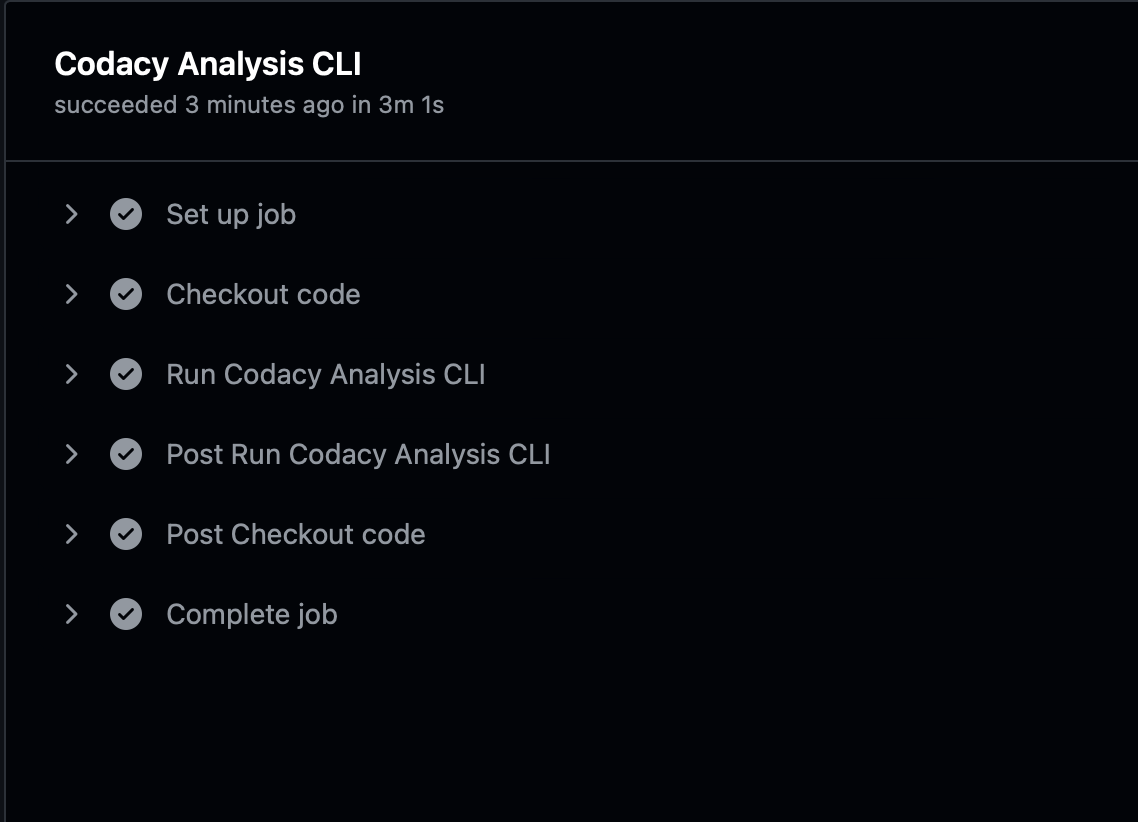 Codacy Analysis CLI
succeeded 3 minutes ago in 3m 1s
Set up job
Checkout code
Run Codacy Analysis CLI
Post Run Codacy Analysis CLI
Post Checkout code
Complete job